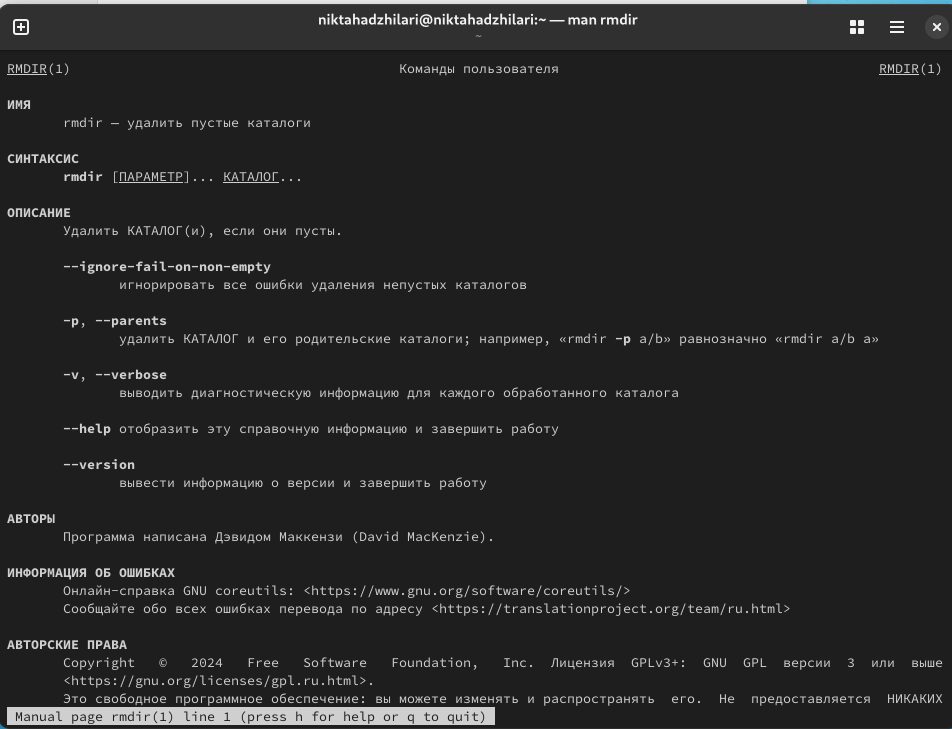 niktahadzhilari@niktahadzhilari:~ — man rmdir
~
RMDIR(1) Команды пользователя RMDIR(1)
ИМЯ
rmdir — удалить пустые каталоги
СИНТАКСИС
rmdir [ПАРАМЕТР]... КАТАЛОГ...
ОПИСАНИЕ
Удалить КАТАЛОГ(и), если они пусты.
--ignore-fail-on-non-empty
игнорировать все ошибки удаления непустых каталогов
-p, --parents
удалить КАТАЛОГ и его родительские каталоги; например, «rmdir -p a/b» равнозначно «rmdir a/b a»
-v, --verbose
выводить диагностическую информацию для каждого обработанного каталога
--help отобразить эту справочную информацию и завершить работу
--version
вывести информацию о версии и завершить работу
АВТОРЫ
Программа написана Дэвидом Маккензи (David MacKenzie).
ИНФОРМАЦИЯ ОБ ОШИБКАХ
Онлайн-справка GNU coreutils: <https://www.gnu.org/software/coreutils/>
Сообщайте обо всех ошибках перевода по адресу <https://translationproject.org/team/ru.html>
АВТОРСКИЕ ПРАВА
Copyright © 2024 Free Software Foundation, Inc. Лицензия GPLv3+: GNU GPL версии 3 или выше
<https://gnu.org/licenses/gpl.ru.html>.
Это свободное программное обеспечение: вы можете изменять и распространять его. Не предоставляется НИКАКИХ
Manual page rmdir(1) line 1 (press h for help or q to quit)